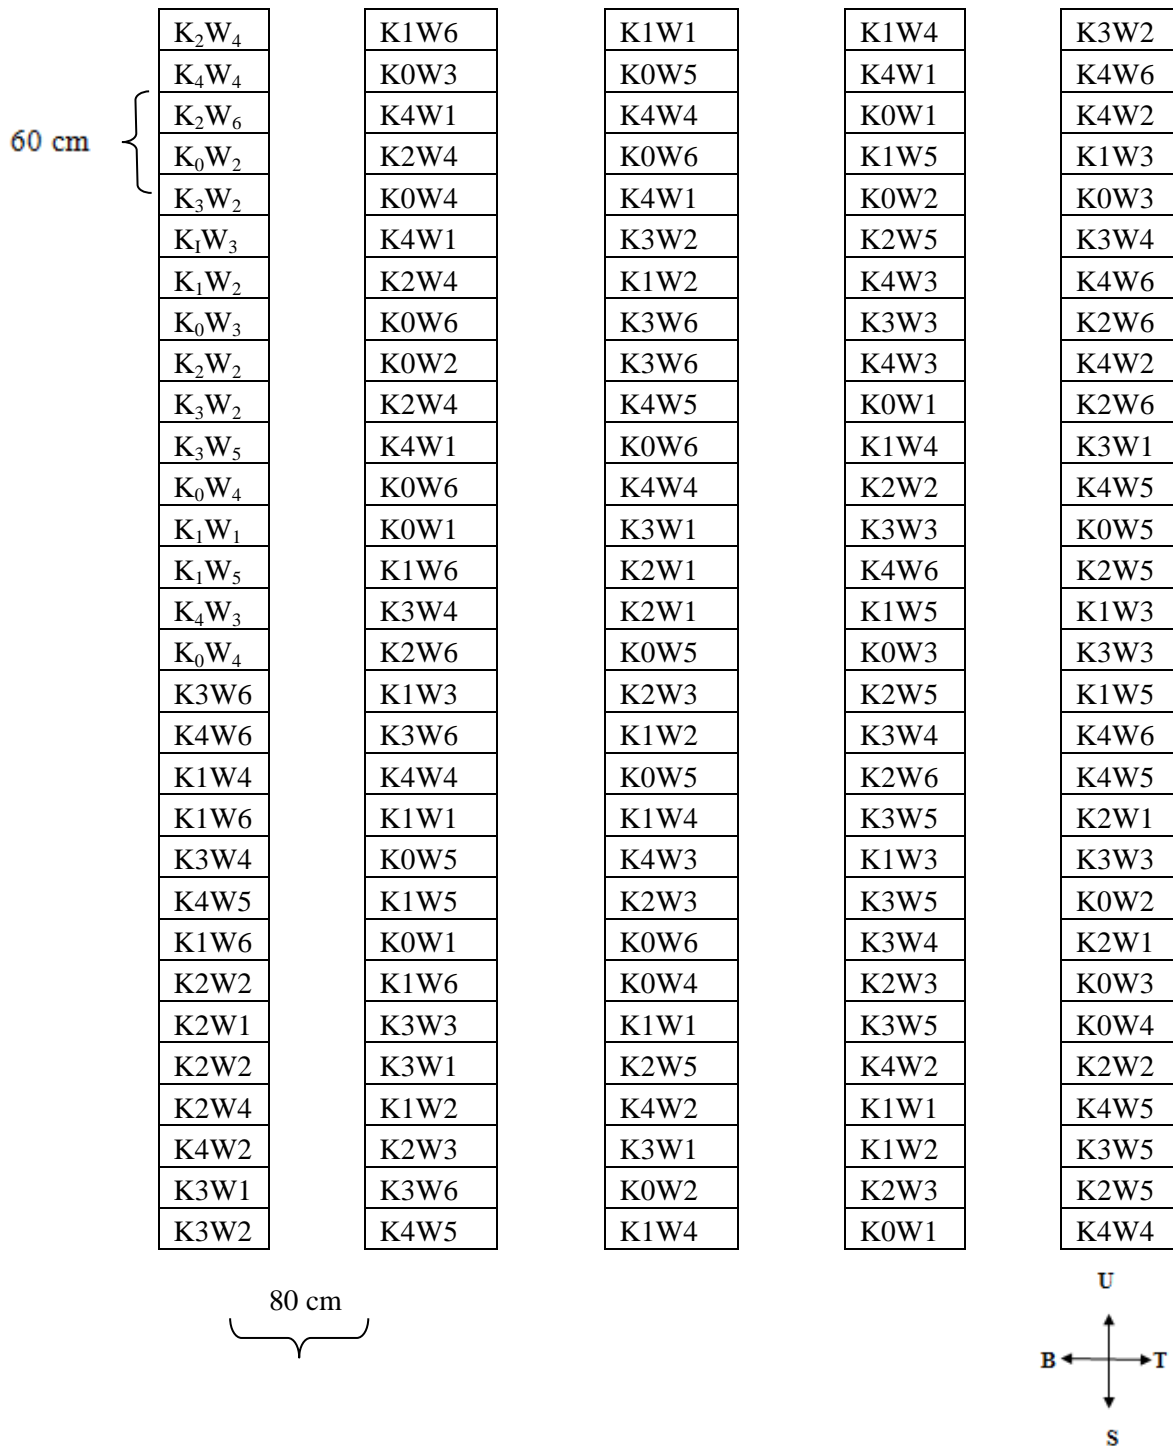 K₂W₄ K1W6 K1W1 K1W4 K3W2
K₄W₄ K0W3 K0W5 K4W1 K4W6
K₂W₆ K4W1 K4W4 K0W1 K4W2
60 cm K₀W₂ K2W4 K0W6 K1W5 K1W3
K₃W₂ K0W4 K4W1 K0W2 K0W3
KIW₃ K4W1 K3W2 K2W5 K3W4
K₁W₂ K2W4 K1W2 K4W3 K4W6
K₀W₃ K0W6 K3W6 K3W3 K2W6
K₂W₂ K0W2 K3W6 K4W3 K4W2
K₃W₂ K2W4 K4W5 K0W1 K2W6
K₃W₅ K4W1 K0W6 K1W4 K3W1
K₀W₄ K0W6 K4W4 K2W2 K4W5
K₁W₁ K0W1 K3W1 K3W3 K0W5
K₁W₅ K1W6 K2W1 K4W6 K2W5
K₄W₃ K3W4 K2W1 K1W5 K1W3
K₀W₄ K2W6 K0W5 K0W3 K3W3
K3W6 K1W3 K2W3 K2W5 K1W5
K4W6 K3W6 K1W2 K3W4 K4W6
K1W4 K4W4 K0W5 K2W6 K4W5
K1W6 K1W1 K1W4 K3W5 K2W1
K3W4 K0W5 K4W3 K1W3 K3W3
K4W5 K1W5 K2W3 K3W5 K0W2
K1W6 K0W1 K0W6 K3W4 K2W1
K2W2 K1W6 K0W4 K2W3 K0W3
K2W1 K3W3 K1W1 K3W5 K0W4
K2W2 K3W1 K2W5 K4W2 K2W2
K2W4 K1W2 K4W2 K1W1 K4W5
K4W2 K2W3 K3W1 K1W2 K3W5
K3W1 K3W6 K0W2 K2W3 K2W5
K3W2 K4W5 K1W4 K0W1 K4W4
80 cm
U
B T
S